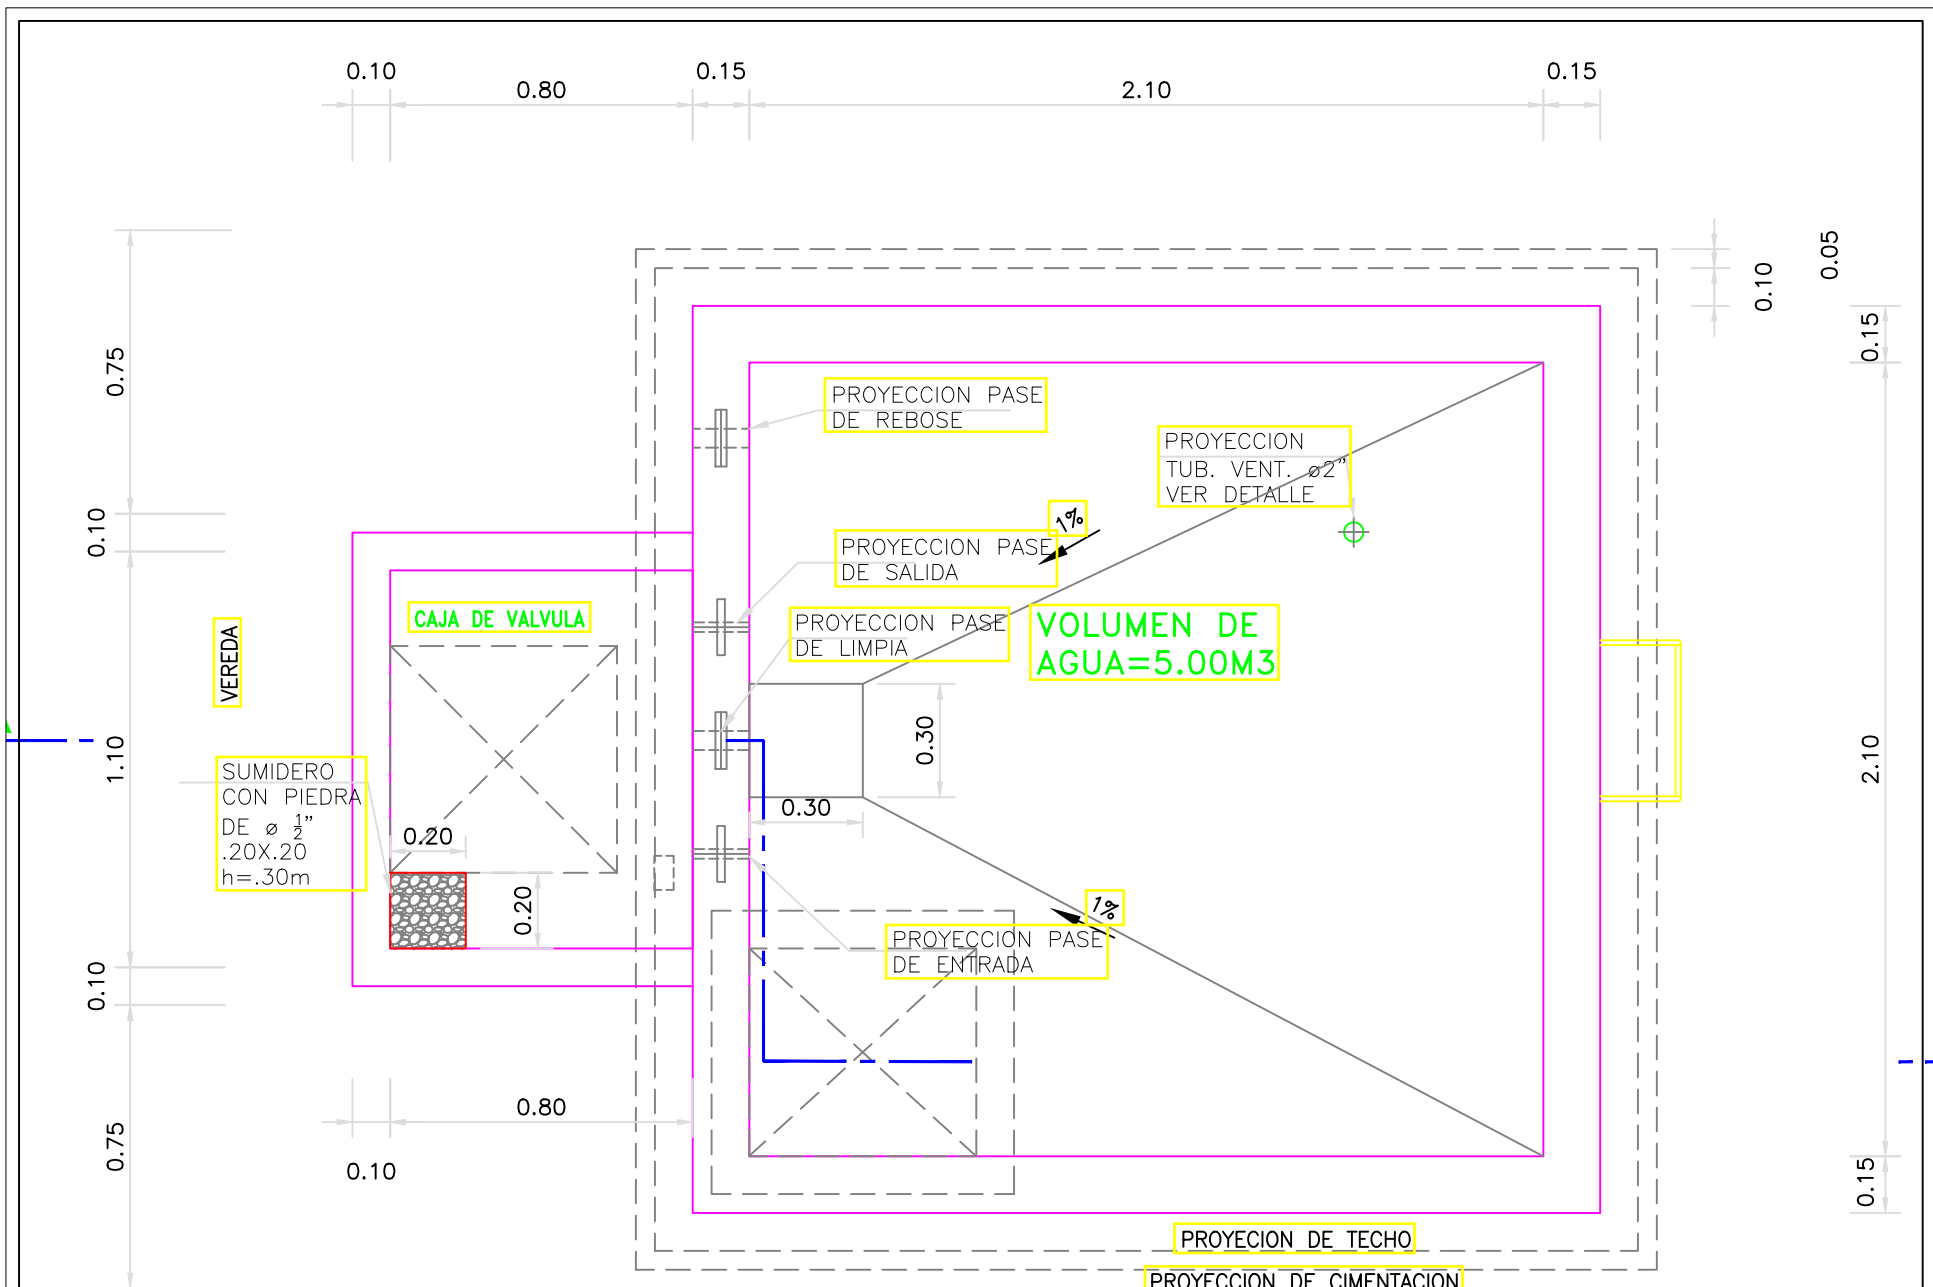 0.10
0.80
0.15
2.10
0.15
0.05
0.10
0.15
0.75
PROYECCION PASE
DE REBOSE
PROYECCION
TUB. VENT. ø2"
VER DETALLE
1%
0.10
PROYECCION PASE
DE SALIDA
CAJA DE VALVULA
PROYECCION PASE
DE LIMPIA
VOLUMEN DE
AGUA=5.00M3
VEREDA
0.30
1.10
2.10
SUMIDERO
CON PIEDRA
DE ø 1/2"
.20X.20
h=.30m
0.20
0.30
0.20
1%
PROYECCION PASE
DE ENTRADA
0.10
0.80
0.75
0.10
0.15
PROYECION DE TECHO
PROYECCION DE CIMENTACION